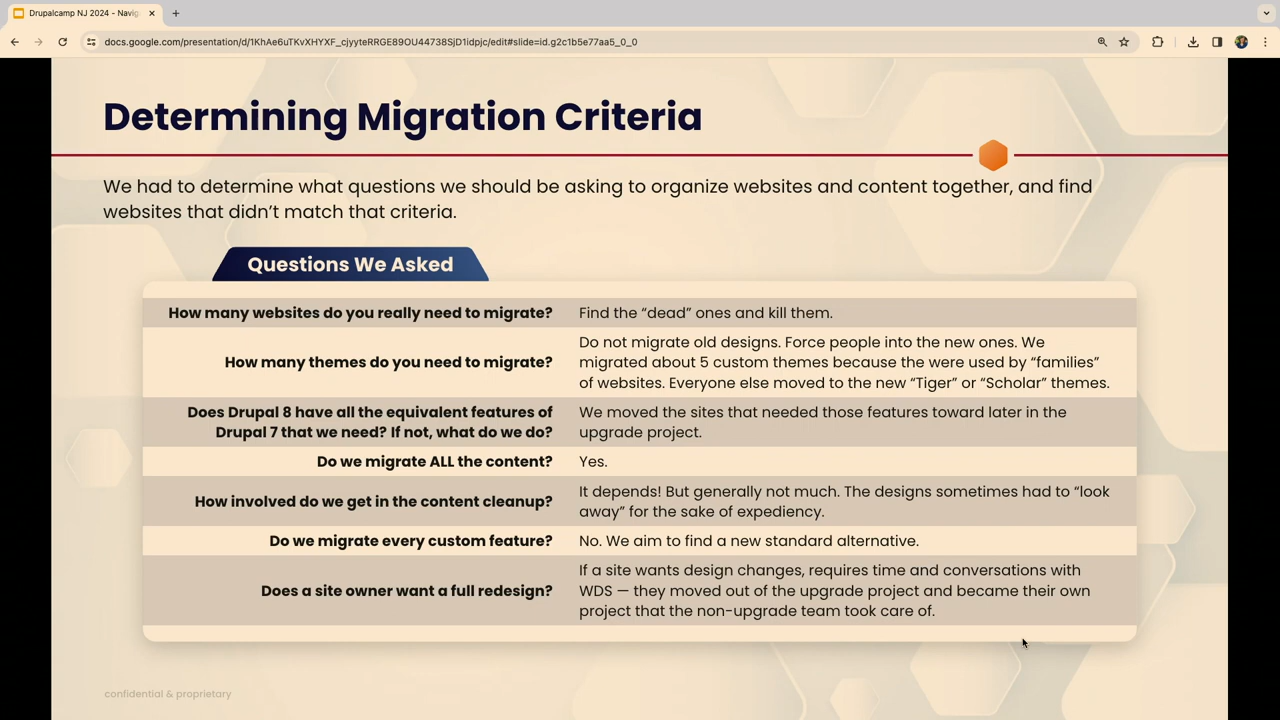 Drupalcamp NJ 2024 - Navig
docs.google.com/presentation/d/1KhAe6uTKvXHYXF_cjyyteRRGE89OU44738SjD1idpjc/edit#slide=id.g2c1b5e77aa5_0_0
Determining Migration Criteria
We had to determine what questions we should be asking to organize websites and content together, and find
websites that didn’t match that criteria.
Questions We Asked
How many websites do you really need to migrate?
Find the “dead” ones and kill them.
How many themes do you need to migrate?
Do not migrate old designs. Force people into the new ones. We
migrated about 5 custom themes because the were used by “families”
of websites. Everyone else moved to the new “Tiger” or “Scholar” themes.
Does Drupal 8 have all the equivalent features of
Drupal 7 that we need? If not, what do we do?
We moved the sites that needed those features toward later in the
upgrade project.
Do we migrate ALL the content?
Yes.
How involved do we get in the content cleanup?
It depends! But generally not much. The designs sometimes had to “look
away” for the sake of expediency.
Do we migrate every custom feature?
No. We aim to find a new standard alternative.
Does a site owner want a full redesign?
If a site wants design changes, requires time and conversations with
WDS — they moved out of the upgrade project and became their own
project that the non-upgrade team took care of.
confidential & proprietary